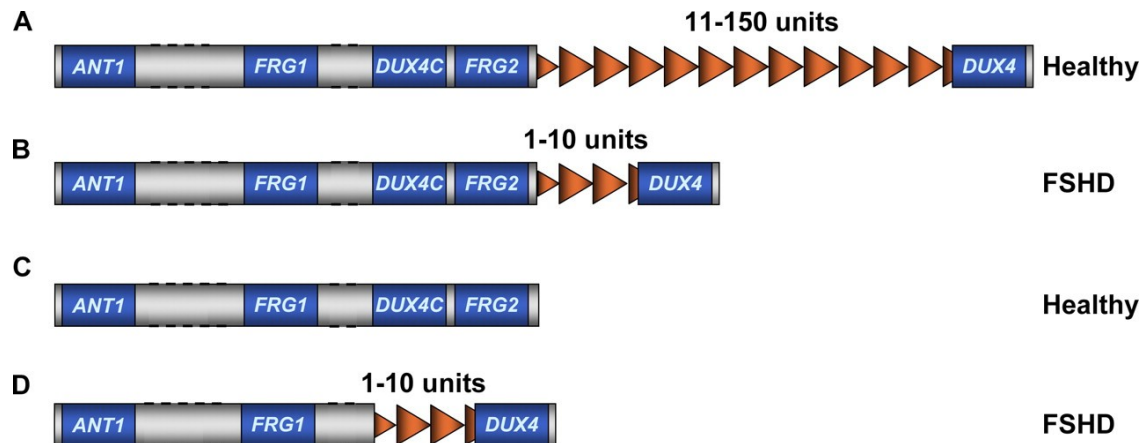 A
11-150 units
ANT1 FRG1 DUX4C FRG2 DUX4 Healthy
B
1-10 units
ANT1 FRG1 DUX4C FRG2 DUX4 FSHD
C
ANT1 FRG1 DUX4C FRG2 Healthy
D
1-10 units
ANT1 FRG1 DUX4 FSHD